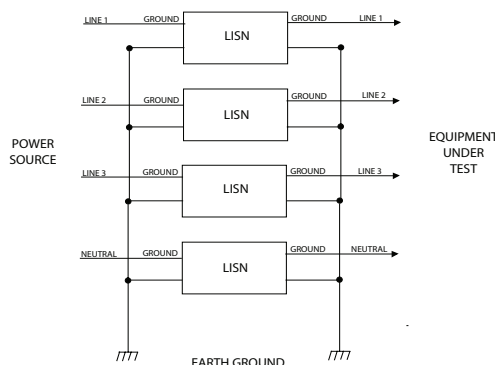 LINE 1 GROUND LISN GROUND LINE 1
LINE 2 GROUND LISN GROUND LINE 2
POWER
SOURCE
EQUIPMENT
UNDER
TEST
LINE 3 GROUND LISN GROUND LINE 3
NEUTRAL GROUND LISN GROUND NEUTRAL
EARTH GROUND